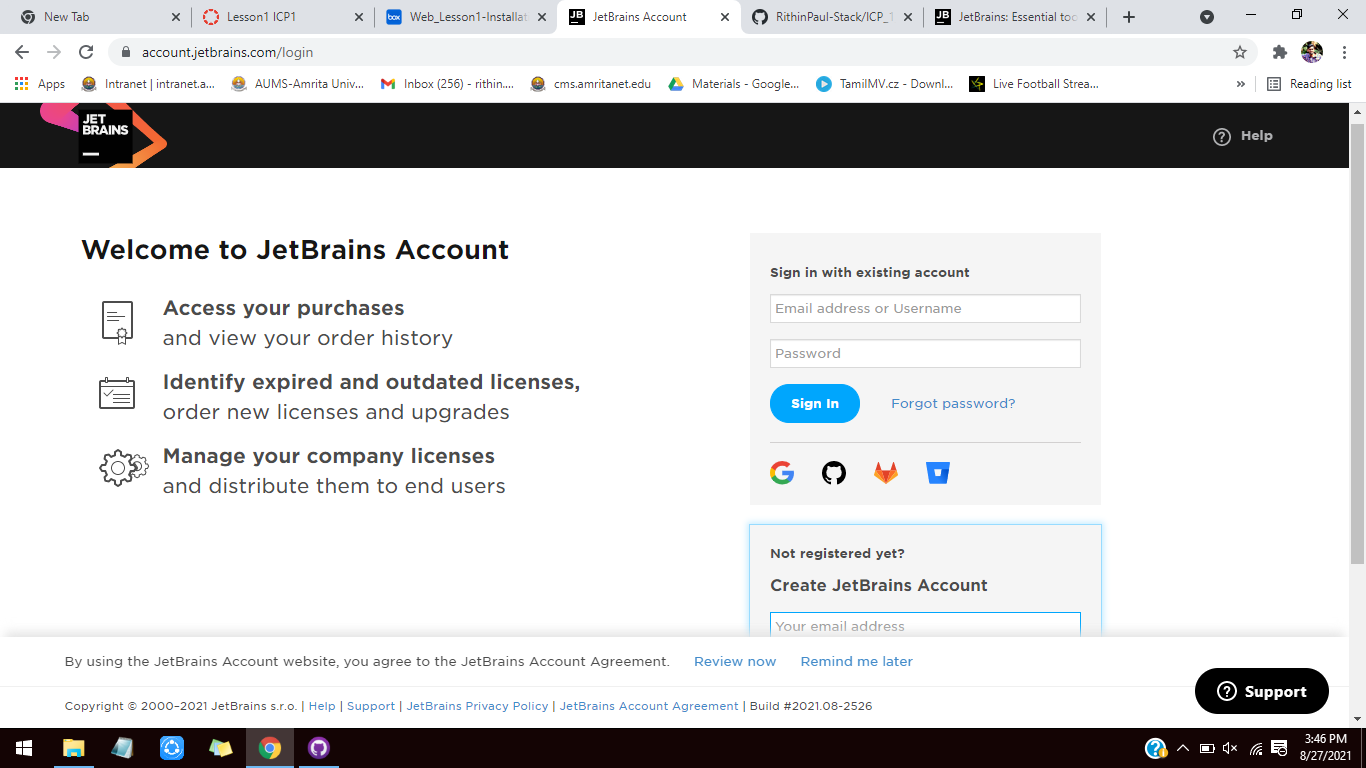 New Tab
Lesson1 ICP1
Web_Lesson1-Installat
JetBrains Account
RithinPaul-Stack/ICP_1
JetBrains: Essential too
account.jetbrains.com/login
Apps
Intranet | intranet.a...
AUMS-Amrita Univ...
Inbox (256) - rithin....
cms.amritanet.edu
Materials - Google...
TamilMV.cz - Downl...
Live Football Strea...
»
Reading list
JET
BRAINS
Help
Welcome to JetBrains Account
Access your purchases
and view your order history
Identify expired and outdated licenses,
order new licenses and upgrades
Manage your company licenses
and distribute them to end users
Sign in with existing account
Email address or Username
Password
Sign In
Forgot password?
Not registered yet?
Create JetBrains Account
Your email address
By using the JetBrains Account website, you agree to the JetBrains Account Agreement. Review now Remind me later
Copyright © 2000–2021 JetBrains s.r.o. | Help | Support | JetBrains Privacy Policy | JetBrains Account Agreement | Build #2021.08-2526
Support
3:46 PM
8/27/2021